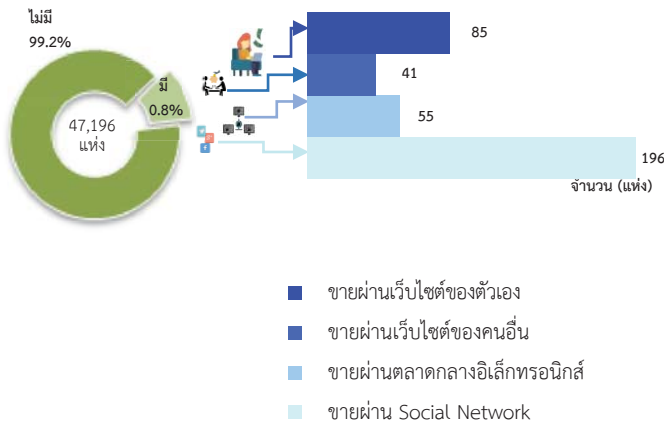 ไม่มี
99.2%
มี
0.8%
47,196
แห่ง
85
41
55
196
จำนวน (แห่ง)
ขายผ่านเว็บไซต์ของตัวเอง
ขายผ่านเว็บไซต์ของคนอื่น
ขายผ่านตลาดกลางอิเล็กทรอนิกส์
ขายผ่าน Social Network